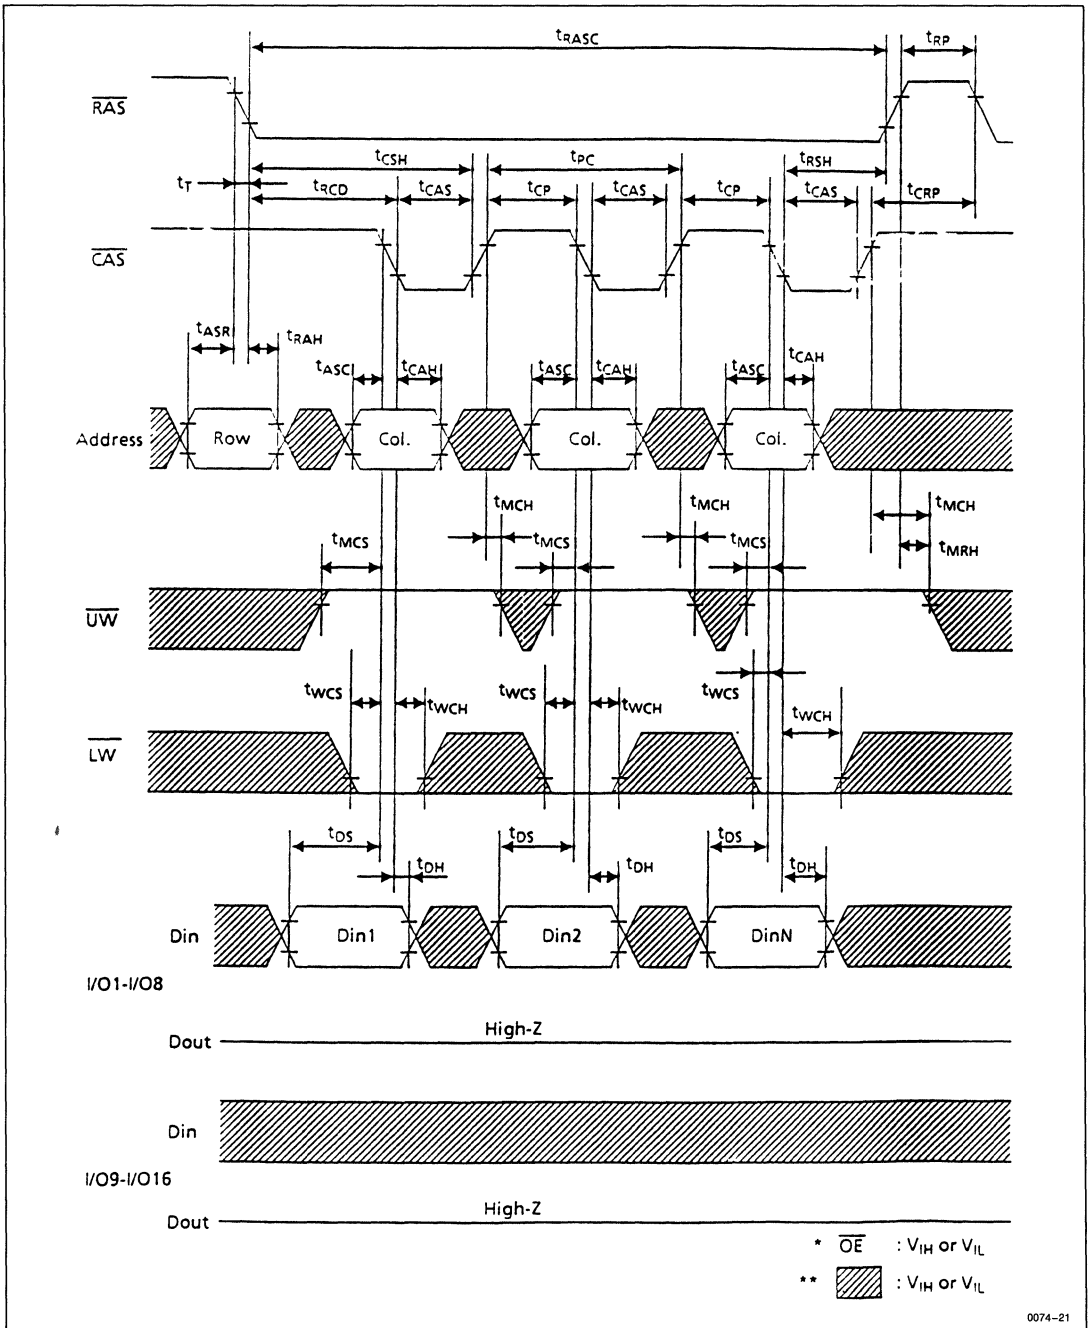 tRASC tRP
RAS
tCSH tPC tRSH
tT tRCD tCAS tCP tCAS tCP tCAS tCRP
CAS
tASR tRAH
tASC tCAH tASC tCAH tASC tCAH
Address Row Col. Col. Col.
tMCH tMCH tMCH
tMCS tMCS tMCS tMRH
UW
tWCS tWCH tWCS tWCH tWCS tWCH
LW
tDS tDH tDS tDH tDS tDH
Din Din1 Din2 DinN
I/O1-I/O8
High-Z
Dout
Din
I/O9-I/O16
High-Z
Dout
* OE : VIH or VIL
** : VIH or VIL
0074-21